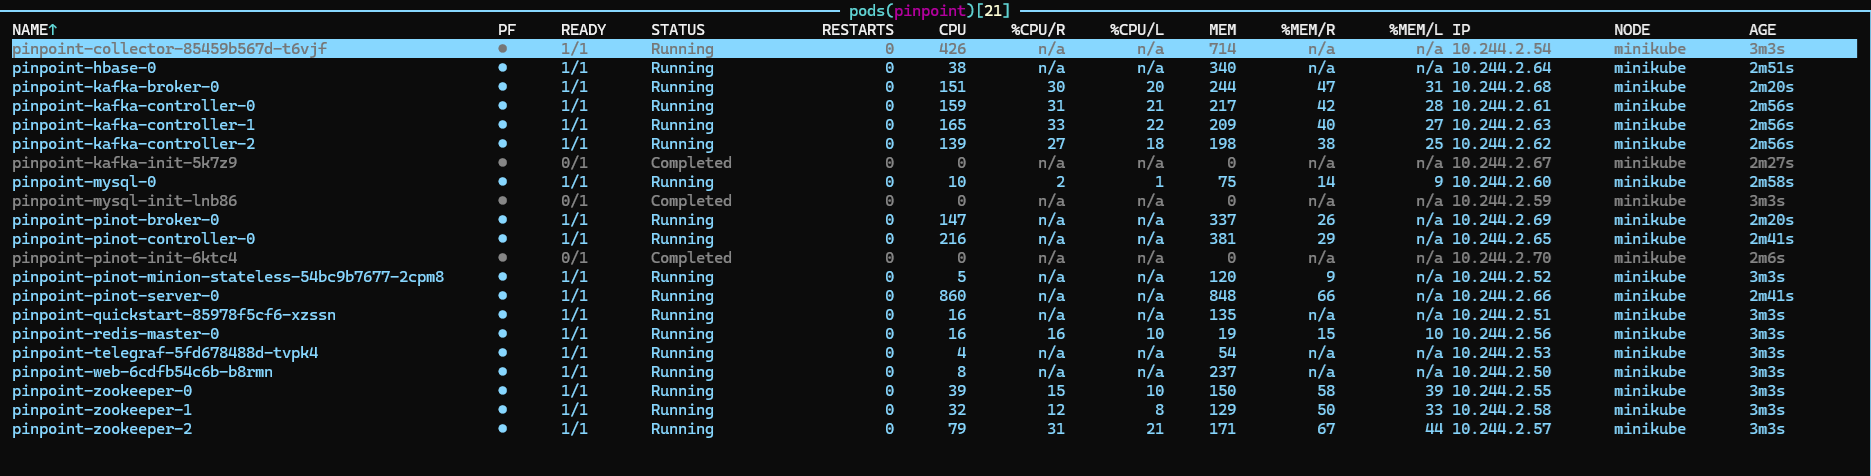 pods(pinpoint)[21]
NAME↑ PF READY STATUS RESTARTS CPU %CPU/R %CPU/L MEM %MEM/R %MEM/L IP NODE AGE
pinpoint-collector-85459b567d-t6vjf ● 1/1 Running 0 426 n/a n/a 714 n/a n/a 10.244.2.54 minikube 3m3s
pinpoint-hbase-0 ● 1/1 Running 0 38 n/a n/a 340 n/a n/a 10.244.2.64 minikube 2m51s
pinpoint-kafka-broker-0 ● 1/1 Running 0 151 30 20 244 47 31 10.244.2.68 minikube 2m20s
pinpoint-kafka-controller-0 ● 1/1 Running 0 159 31 21 217 42 28 10.244.2.61 minikube 2m56s
pinpoint-kafka-controller-1 ● 1/1 Running 0 165 33 22 209 40 27 10.244.2.63 minikube 2m56s
pinpoint-kafka-controller-2 ● 1/1 Running 0 139 27 18 198 38 25 10.244.2.62 minikube 2m56s
pinpoint-kafka-init-5k7z9 ● 0/1 Completed 0 0 n/a n/a 0 n/a n/a 10.244.2.67 minikube 2m27s
pinpoint-mysql-0 ● 1/1 Running 0 10 2 1 75 14 9 10.244.2.60 minikube 2m58s
pinpoint-mysql-init-lnb86 ● 0/1 Completed 0 0 n/a n/a 0 n/a n/a 10.244.2.59 minikube 3m3s
pinpoint-pinot-broker-0 ● 1/1 Running 0 147 n/a n/a 337 26 n/a 10.244.2.69 minikube 2m20s
pinpoint-pinot-controller-0 ● 1/1 Running 0 216 n/a n/a 381 29 n/a 10.244.2.65 minikube 2m41s
pinpoint-pinot-init-6ktc4 ● 0/1 Completed 0 0 n/a n/a 0 n/a n/a 10.244.2.70 minikube 2m6s
pinpoint-pinot-minion-stateless-54bc9b7677-2cpm8 ● 1/1 Running 0 5 n/a n/a 120 9 n/a 10.244.2.52 minikube 3m3s
pinpoint-pinot-server-0 ● 1/1 Running 0 860 n/a n/a 848 66 n/a 10.244.2.66 minikube 2m41s
pinpoint-quickstart-85978f5cf6-xzssn ● 1/1 Running 0 16 n/a n/a 135 n/a n/a 10.244.2.51 minikube 3m3s
pinpoint-redis-master-0 ● 1/1 Running 0 16 16 10 19 15 10 10.244.2.56 minikube 3m3s
pinpoint-telegraf-5fd678488d-tvpk4 ● 1/1 Running 0 4 n/a n/a 54 n/a n/a 10.244.2.53 minikube 3m3s
pinpoint-web-6cdfb54c6b-b8rmn ● 1/1 Running 0 8 n/a n/a 237 n/a n/a 10.244.2.50 minikube 3m3s
pinpoint-zookeeper-0 ● 1/1 Running 0 39 15 10 150 58 39 10.244.2.55 minikube 3m3s
pinpoint-zookeeper-1 ● 1/1 Running 0 32 12 8 129 50 33 10.244.2.58 minikube 3m3s
pinpoint-zookeeper-2 ● 1/1 Running 0 79 31 21 171 67 44 10.244.2.57 minikube 3m3s